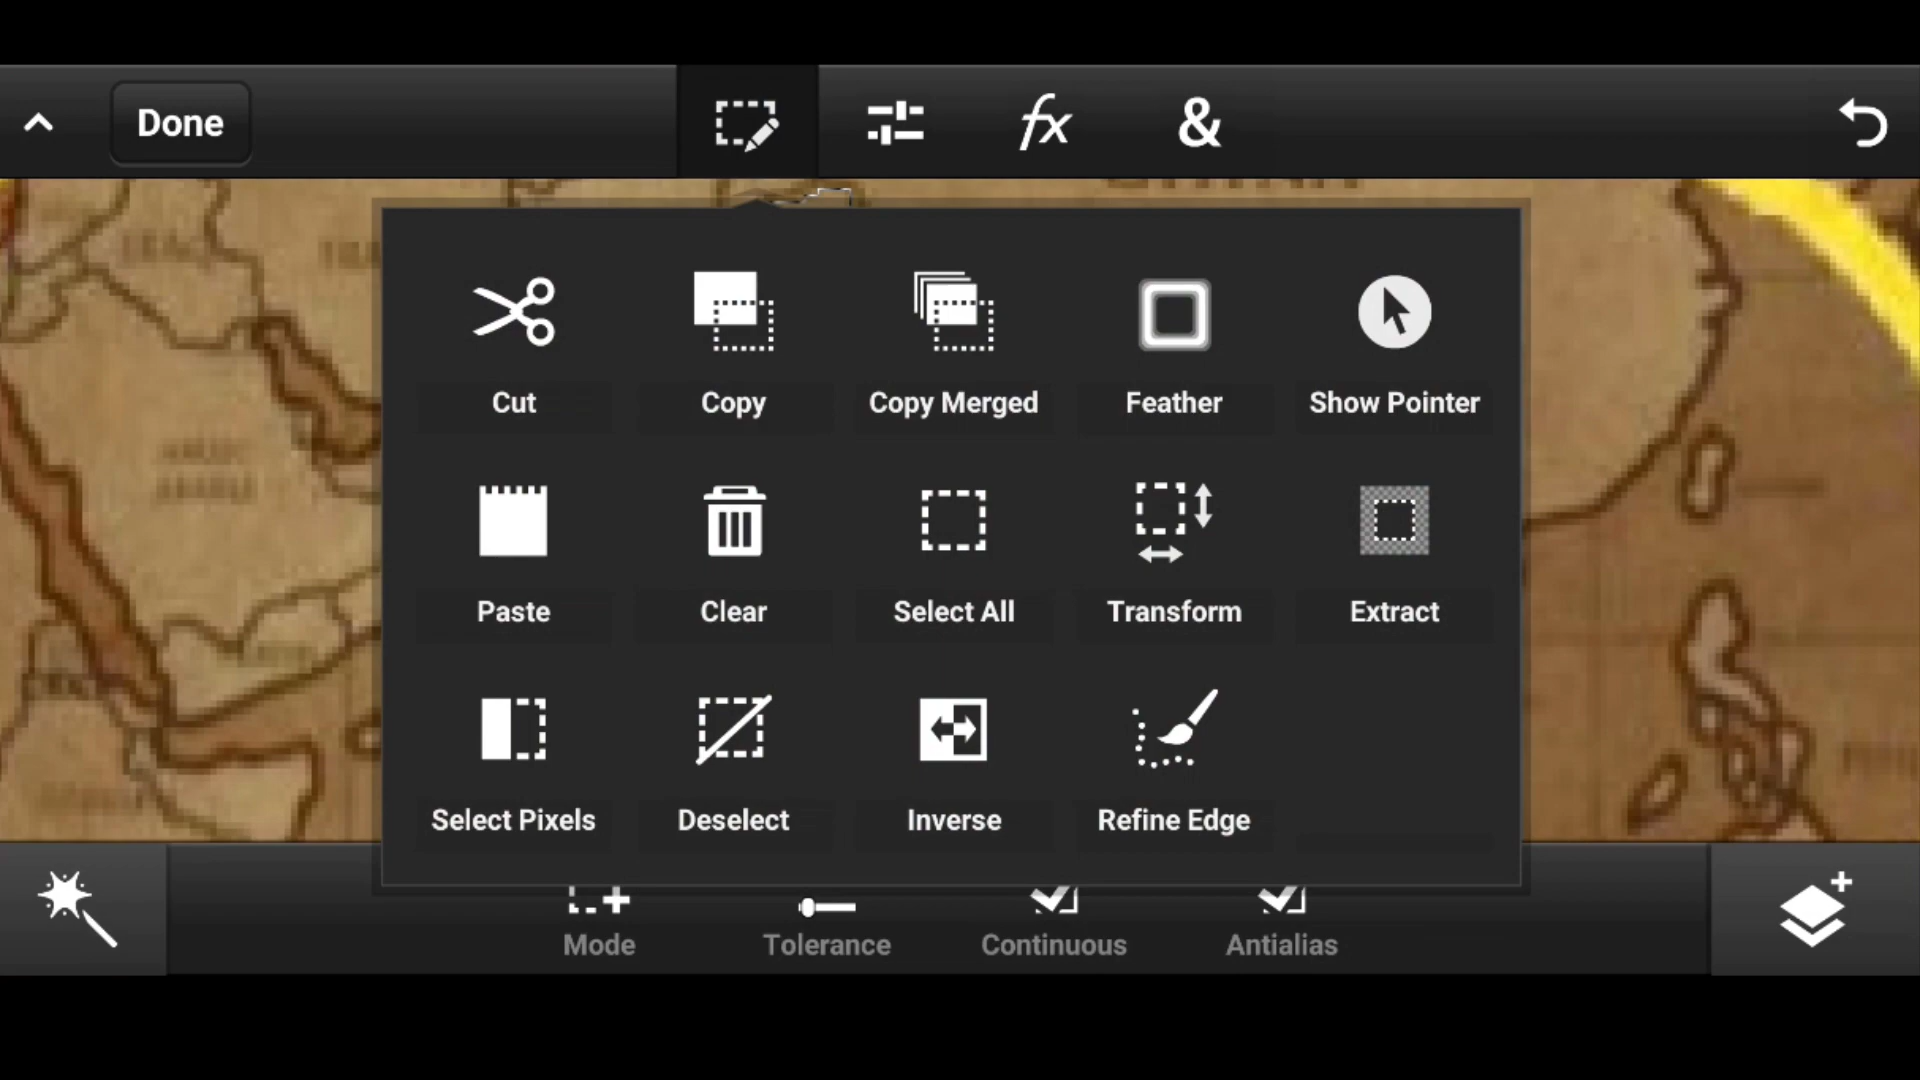 Done
fx
&
Cut
Copy
Copy Merged
Feather
Show Pointer
Paste
Clear
Select All
Transform
Extract
Select Pixels
Deselect
Inverse
Refine Edge
Mode
Tolerance
Continuous
Antialias